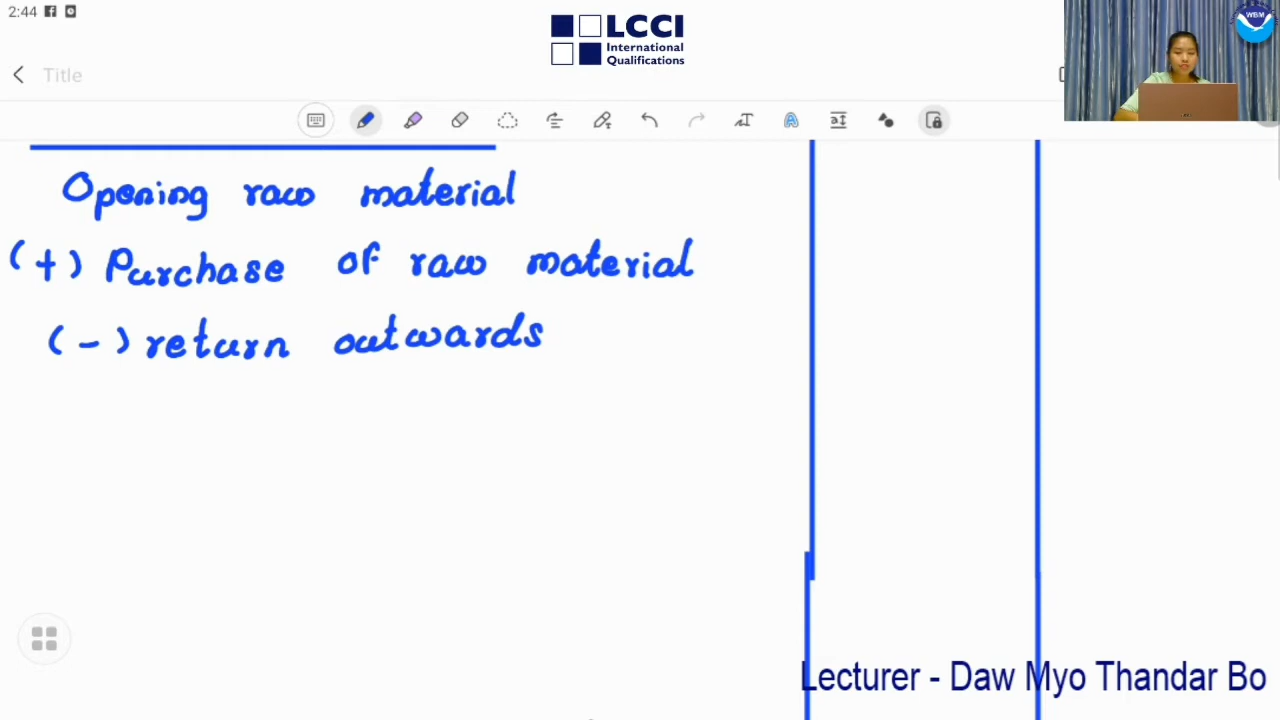 2:44
LCCI
International
Qualifications
WBM
Title
Opening raw material
(+) Purchase of raw material
(-) return outwards
Lecturer - Daw Myo Thandar Bo